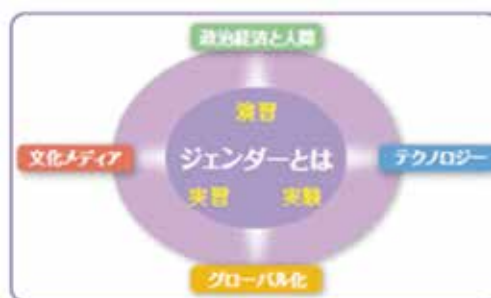 政治経済と人間
演習
文化メディア
ジェンダーとは
テクノロジー
実習
実験
グローバル化